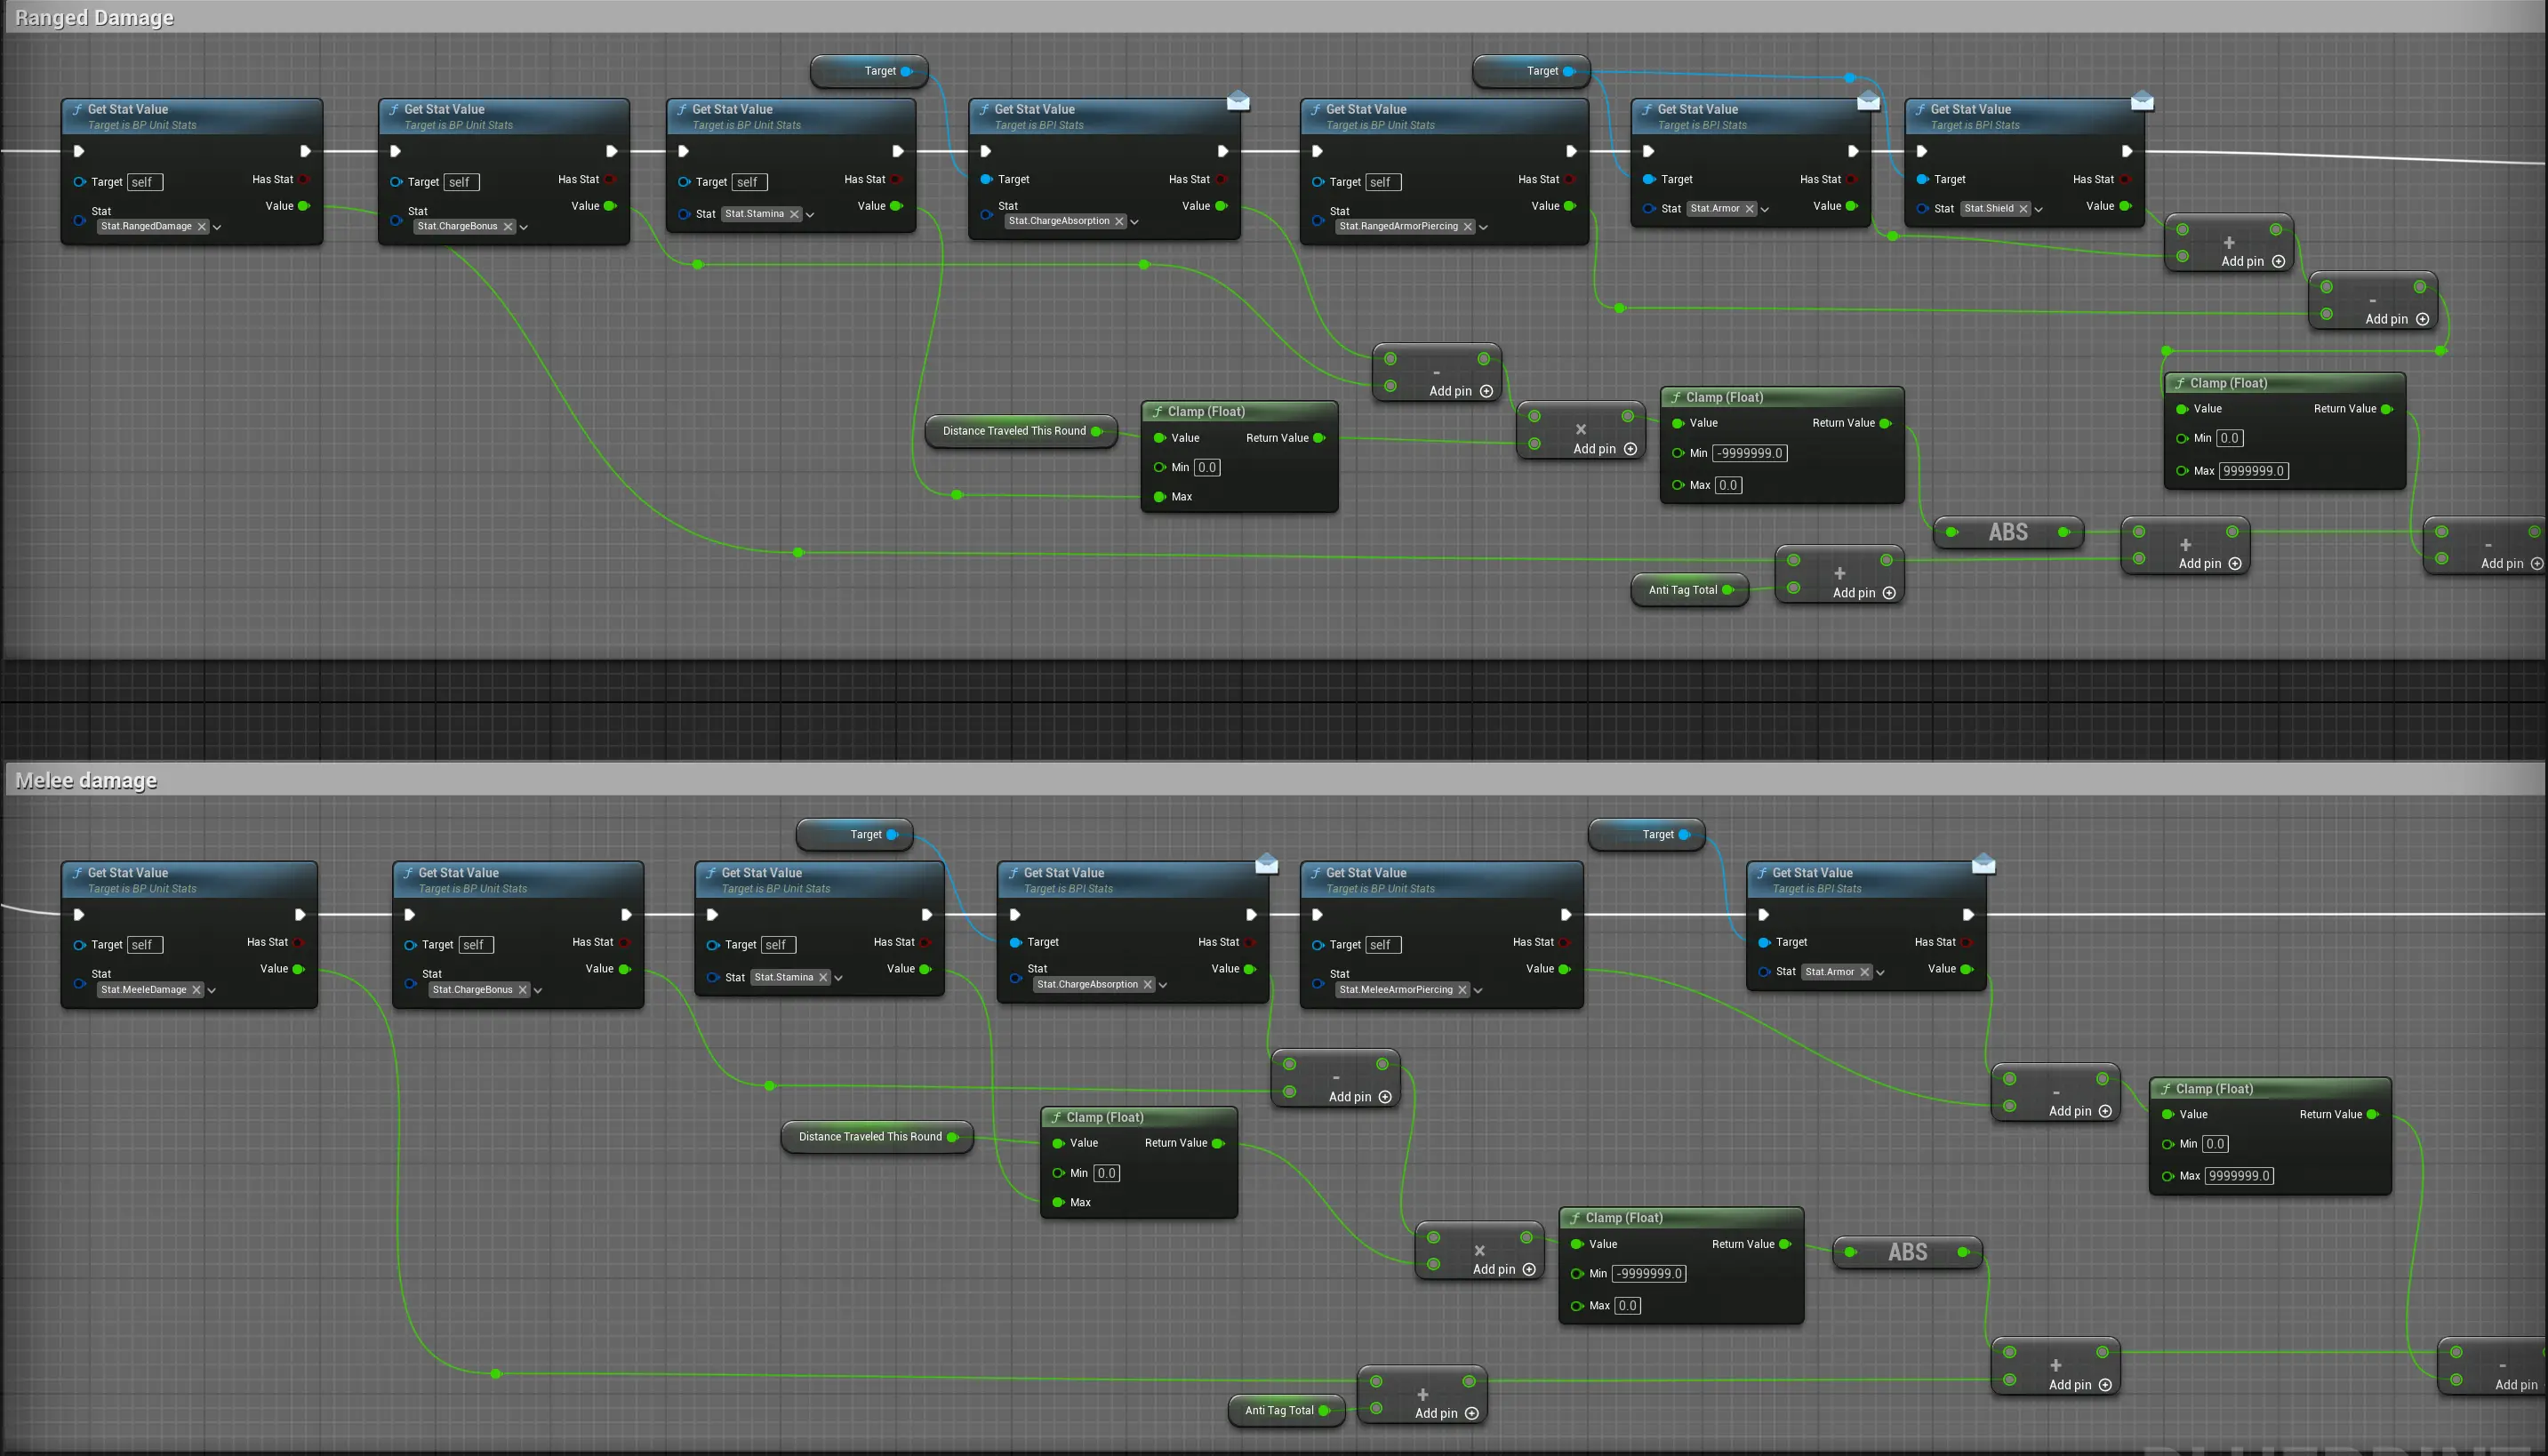 Ranged Damage
Target
Target
Get Stat Value
Target is BP Unit Stats
Target self
Has Stat
Stat
Value
Stat.RangedDamage
Get Stat Value
Target is BP Unit Stats
Target self
Has Stat
Stat
Value
Stat.ChargeBonus
Get Stat Value
Target is BP Unit Stats
Target self
Has Stat
Stat Stat.Stamina
Value
Get Stat Value
Target is BPI Stats
Target
Has Stat
Stat
Value
Stat.ChargeAbsorption
Get Stat Value
Target is BP Unit Stats
Target self
Has Stat
Stat
Value
Stat.RangedArmorPiercing
Get Stat Value
Target is BPI Stats
Target
Has Stat
Stat Stat.Armor
Value
Get Stat Value
Target is BPI Stats
Target
Has Stat
Stat Stat.Shield
Value
+
Add pin
-
Add pin
-
Add pin
Distance Traveled This Round
Clamp (Float)
Value
Return Value
Min 0.0
Max
×
Add pin
Clamp (Float)
Value
Return Value
Min -9999999.0
Max 0.0
Clamp (Float)
Value
Return Value
Min 0.0
Max 9999999.0
ABS
+
Add pin
-
Add pin
Anti Tag Total
+
Add pin
Melee damage
Target
Target
Get Stat Value
Target is BP Unit Stats
Target self
Has Stat
Stat
Value
Stat.MeeleDamage
Get Stat Value
Target is BP Unit Stats
Target self
Has Stat
Stat
Value
Stat.ChargeBonus
Get Stat Value
Target is BP Unit Stats
Target self
Has Stat
Stat Stat.Stamina
Value
Get Stat Value
Target is BPI Stats
Target
Has Stat
Stat
Value
Stat.ChargeAbsorption
Get Stat Value
Target is BP Unit Stats
Target self
Has Stat
Stat
Value
Stat.MeleeArmorPiercing
Get Stat Value
Target is BPI Stats
Target
Has Stat
Stat Stat.Armor
Value
-
Add pin
-
Add pin
Distance Traveled This Round
Clamp (Float)
Value
Return Value
Min 0.0
Max
Clamp (Float)
Value
Return Value
Min 0.0
Max 9999999.0
×
Add pin
Clamp (Float)
Value
Return Value
Min -9999999.0
Max 0.0
ABS
+
Add pin
-
Add pin
Anti Tag Total
+
Add pin